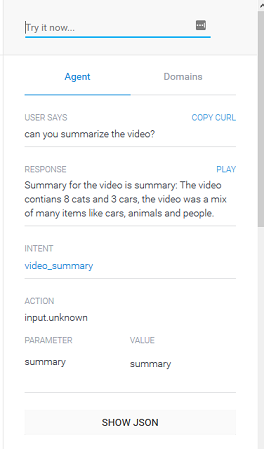 Try it now...
Agent Domains
USER SAYS COPY CURL
can you summarize the video?
RESPONSE PLAY
Summary for the video is summary: The video
contians 8 cats and 3 cars, the video was a mix
of many items like cars, animals and people.
INTENT
video_summary
ACTION
input.unknown
PARAMETER VALUE
summary summary
SHOW JSON